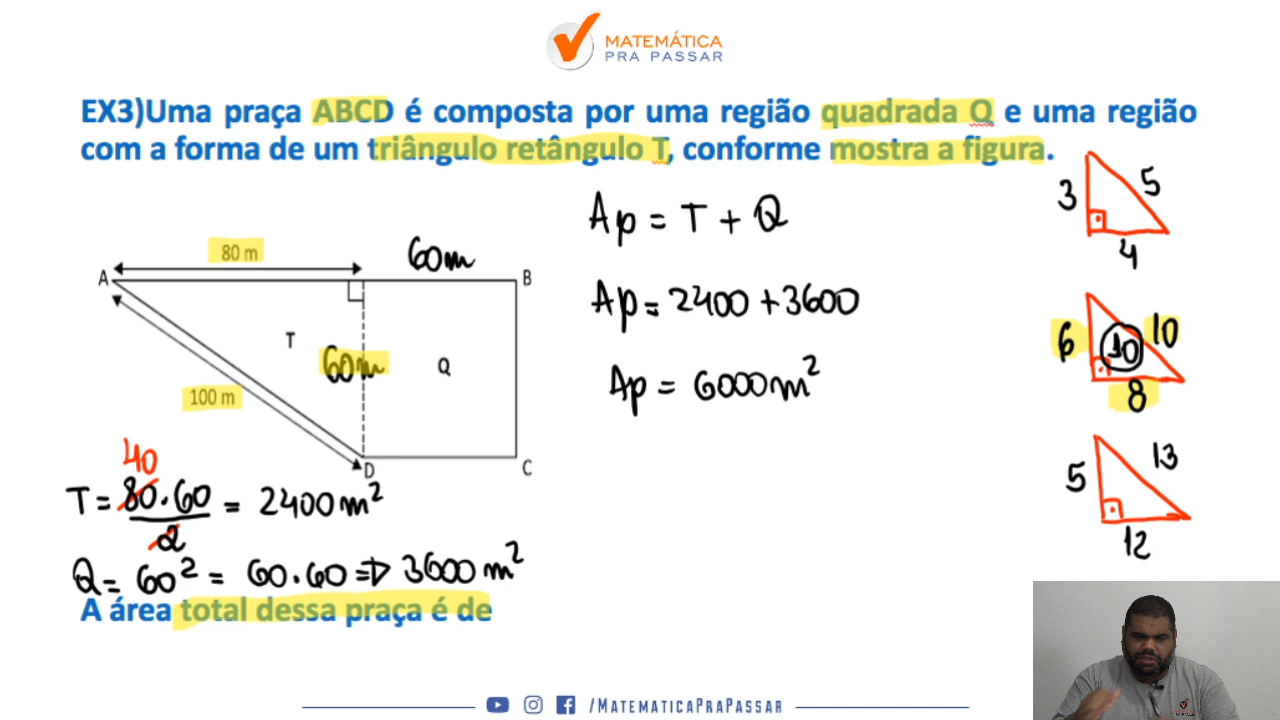 MATEMÁTICA
PRA PASSAR
EX3)Uma praça ABCD é composta por uma região quadrada Q e uma região
com a forma de um triângulo retângulo T, conforme mostra a figura.
80 m
60m
A
B
T
60m
Q
100 m
D
C
40
T = 80.60 / 2 = 2400 m²
Q = 60² = 60.60 ⇒ 3600 m²
Ap = T + Q
Ap = 2400 + 3600
Ap = 6000 m²
3
5
4
6
10
10
8
5
13
12
A área total dessa praça é de
/MatematicaPraPassar